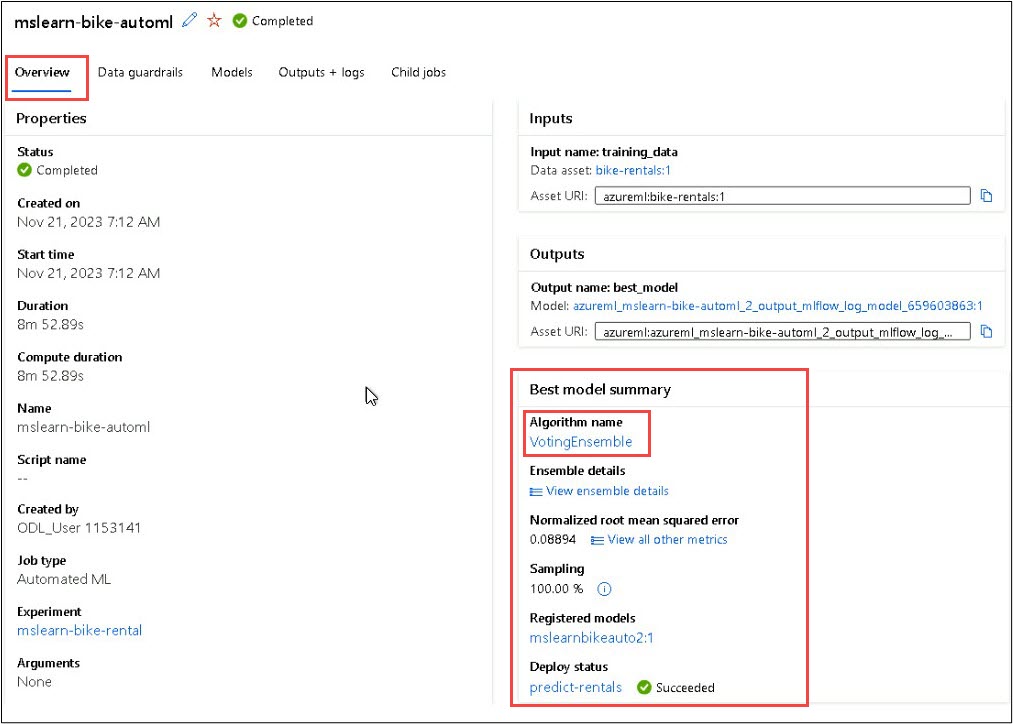 mslearn-bike-automl Completed
Overview Data guardrails Models Outputs + logs Child jobs
Properties
Status
Completed
Created on
Nov 21, 2023 7:12 AM
Start time
Nov 21, 2023 7:12 AM
Duration
8m 52.89s
Compute duration
8m 52.89s
Name
mslearn-bike-automl
Script name
--
Created by
ODL_User 1153141
Job type
Automated ML
Experiment
mslearn-bike-rental
Arguments
None
Inputs
Input name: training_data
Data asset: bike-rentals:1
Asset URI: azureml:bike-rentals:1
Outputs
Output name: best_model
Model: azureml_mslearn-bike-automl_2_output_mlflow_log_model_659603863:1
Asset URI: azureml:azureml_mslearn-bike-automl_2_output_mlflow_log_...
Best model summary
Algorithm name
VotingEnsemble
Ensemble details
View ensemble details
Normalized root mean squared error
0.08894 View all other metrics
Sampling
100.00 %
Registered models
mslearnbikeauto2:1
Deploy status
predict-rentals Succeeded